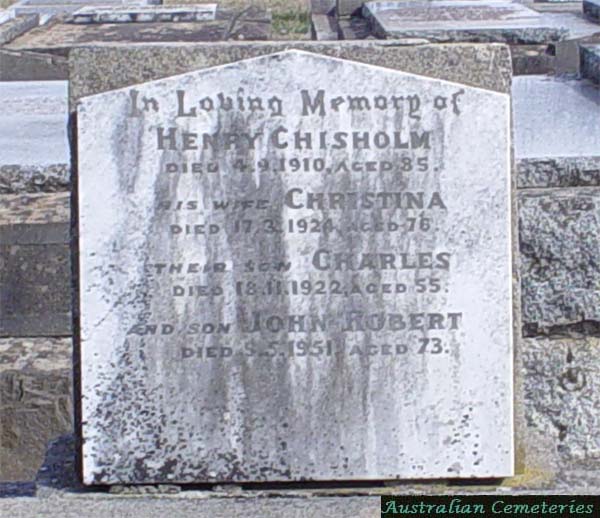 In Loving Memory of
HENRY CHISHOLM
DIED 4.9.1910, AGED 85.
HIS WIFE CHRISTINA
DIED 17.3.1924, AGED 76.
THEIR SON CHARLES
DIED 18.11.1922, AGED 55.
AND SON JOHN ROBERT
DIED 5.5.1951, AGED 73.
Australian Cemeteries